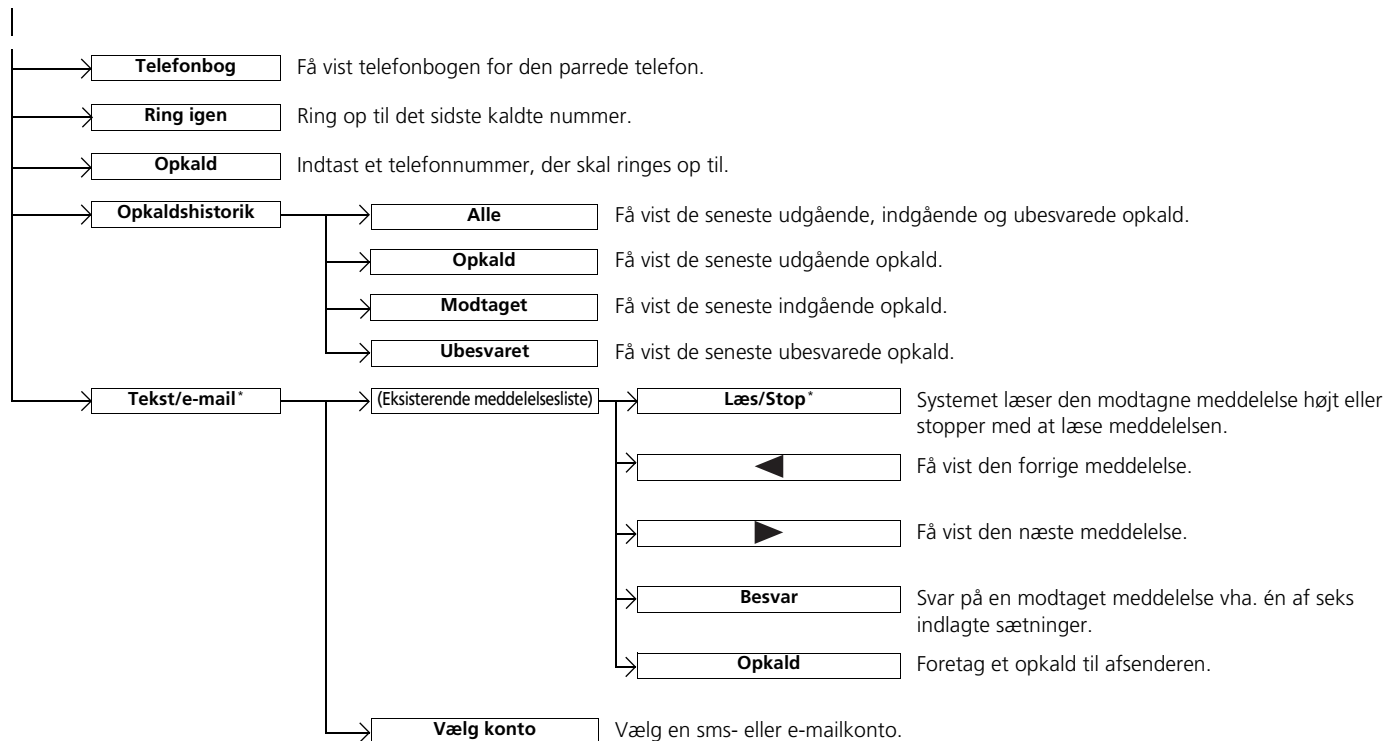 Telefonbog Få vist telefonbogen for den parrede telefon.
Ring igen Ring op til det sidste kaldte nummer.
Opkald Indtast et telefonnummer, der skal ringes op til.
Opkaldshistorik Alle Få vist de seneste udgående, indgående og ubesvarede opkald.
Opkald Få vist de seneste udgående opkald.
Modtaget Få vist de seneste indgående opkald.
Ubesvaret Få vist de seneste ubesvarede opkald.
Tekst/e-mail* (Eksisterende meddelelsesliste) Læs/Stop* Systemet læser den modtagne meddelelse højt eller
stopper med at læse meddelelsen.
Få vist den forrige meddelelse.
Få vist den næste meddelelse.
Besvar Svar på en modtaget meddelelse vha. én af seks
indlagte sætninger.
Opkald Foretag et opkald til afsenderen.
Vælg konto Vælg en sms- eller e-mailkonto.